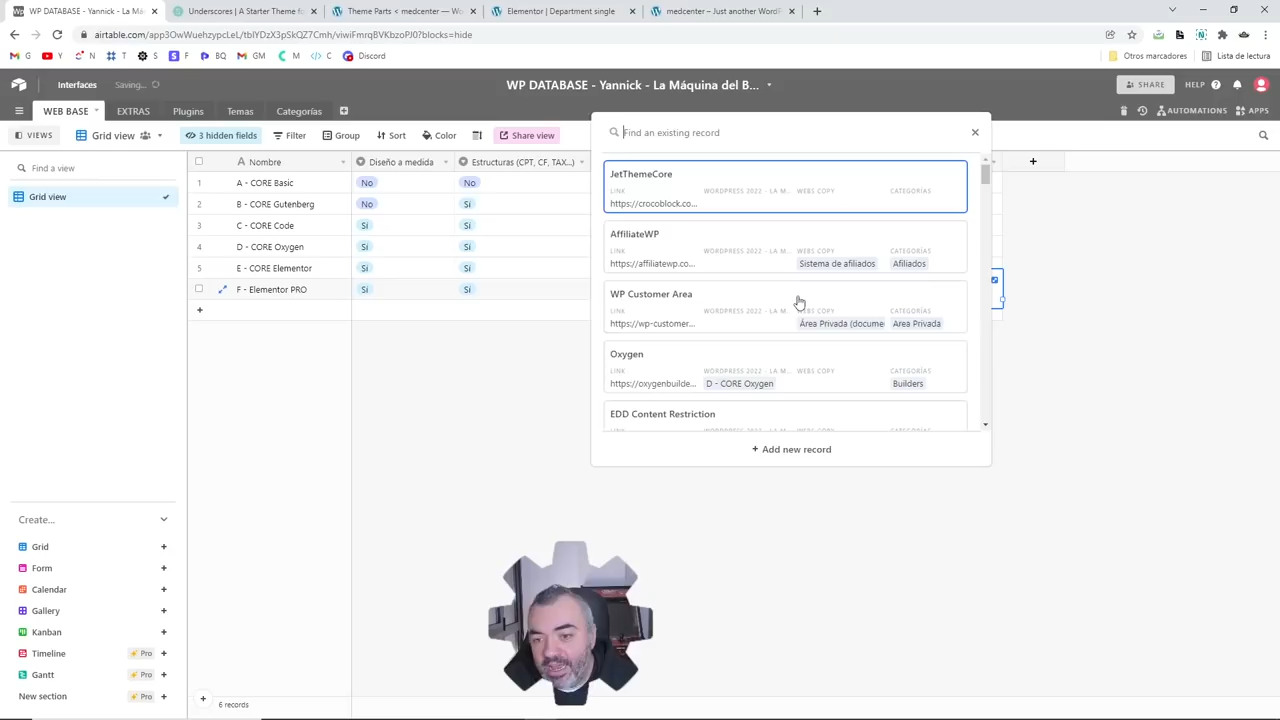 WP DATABASE - Yannick - La Má
Underscores | A Starter Theme fo
Theme Parts < medcenter — Wo
Elementor | Department single
medcenter – Just another WordPr
airtable.com/app3OwWuehzypcLeL/tblYDzX3pSkQZ7Cmh/viwiFmrqBVKbzoPJ0?blocks=hide
G
Y
N
T
S
F
BQ
GM
C
C
Discord
Otros marcadores
Lista de lectura
Interfaces
Saving...
WP DATABASE - Yannick - La Máquina del B...
SHARE
HELP
WEB BASE
EXTRAS
Plugins
Temas
Categorías
AUTOMATIONS
APPS
VIEWS
Grid view
3 hidden fields
Filter
Group
Sort
Color
Share view
Find a view
Grid view
Nombre
Diseño a medida
Estructuras (CPT, CF, TAX...)
1 A - CORE Basic No No
2 B - CORE Gutenberg No Sí
3 C - CORE Code Sí Sí
4 D - CORE Oxygen Sí Sí
5 E - CORE Elementor Sí Sí
F - Elementor PRO Sí Sí
Find an existing record
JetThemeCore
LINK WORDPRESS 2022 - LA M... WEBS COPY CATEGORÍAS
https://crocoblock.co...
AffiliateWP
LINK WORDPRESS 2022 - LA M... WEBS COPY CATEGORÍAS
https://affiliatewp.co... Sistema de afiliados Afiliados
WP Customer Area
LINK WORDPRESS 2022 - LA M... WEBS COPY CATEGORÍAS
https://wp-customer... Área Privada (docume Area Privada
Oxygen
LINK WORDPRESS 2022 - LA M... WEBS COPY CATEGORÍAS
https://oxygenbuilde... D - CORE Oxygen Builders
EDD Content Restriction
Add new record
Create...
Grid
Form
Calendar
Gallery
Kanban
Timeline Pro
Gantt Pro
New section Pro
6 records